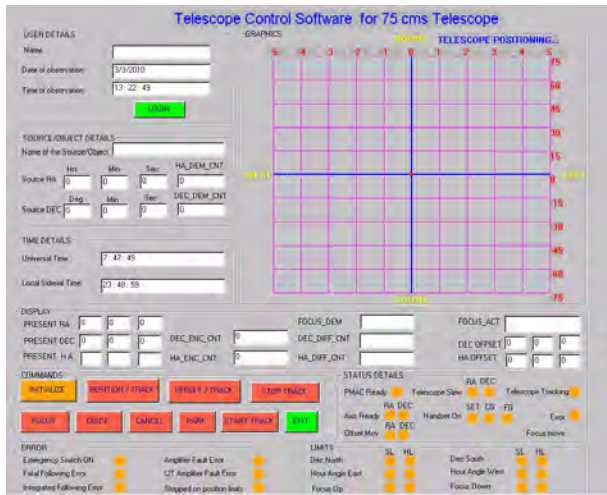 Telescope Control Software for 75 cms Telescope
USER DETAILS
Name
Date of observation: 3/3/2010
Time of observation: 13: 22: 49
LOGIN
SOURCE/OBJECT DETAILS
Name of the Source/Object
Hrs Min Sec HA_DEM_CNT
Source RA 0 0 0 0
Deg Min Sec DEC_DEM_CNT
Source DEC 0 0 0 0
TIME DETAILS
Universal Time 7: 47: 49
Local Siderial Time 23: 48: 59
GRAPHICS
NORTH TELESCOPE POSITIONING...
5 4 3 2 1 0 1 2 3 4 5
75
60
45
30
15
0
15
30
45
60
75
WEST EAST
SOUTH
DISPLAY
PRESENT RA 0 0 0 FOCUS_DEM FOCUS_ACT
PRESENT DEC 0 0 0 DEC_ENC_CNT 0 DEC_DIFF_CNT DEC OFFSET 0 0 0
PRESENT H A HA_ENC_CNT 0 HA_DIFF_CNT HA OFFSET 0 0 0
COMMANDS
INITIALIZE POSITION / TRACK OFFSET / TRACK STOP TRACK
FOCUS GUIDE CANCEL PARK START TRACK EXIT
STATUS DETAILS
RA DEC
PMAC Ready Telescope Slew Telescope Tracking
RA DEC SET CG FG
Axis Ready Handset On Error
RA DEC
Offset Mov Focus move
ERROR
Emergency Switch ON Amplifier Fault Error
Fatal Following Error I2T Amplifier Fault Error
Integrated Following Error Stopped on position limits
LIMITS
SL HL SL HL
Dec North Dec South
Hour Angle East Hour Angle West
Focus Up Focus Down